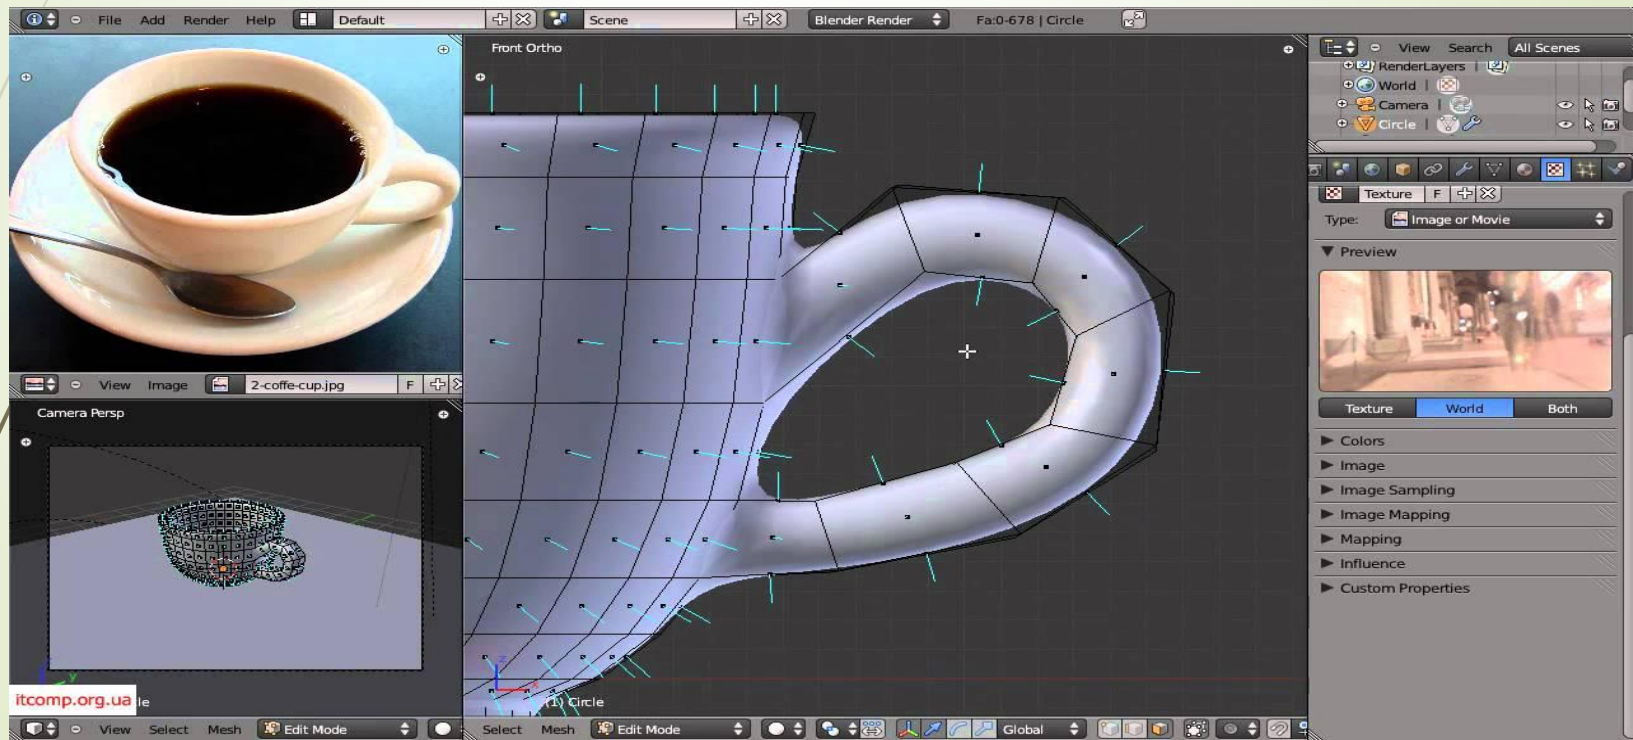 File Add Render Help Default Scene Blender Render Fa:0-678 | Circle
Front Ortho
View Search All Scenes
RenderLayers
World
Camera
Circle
Texture F
Type: Image or Movie
Preview
Texture World Both
Colors
Image
Image Sampling
Image Mapping
Mapping
Influence
Custom Properties
View Image 2-coffe-cup.jpg F
Camera Persp
y
itcomp.org.ua le
z
x
(1) Circle
View Select Mesh Edit Mode
Select Mesh Edit Mode Global